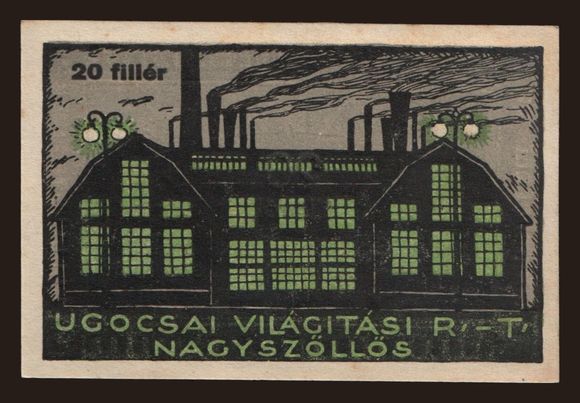 20 fillér
UGOCSAI VILÁGITÁSI R.-T.
NAGYSZŐLLŐS